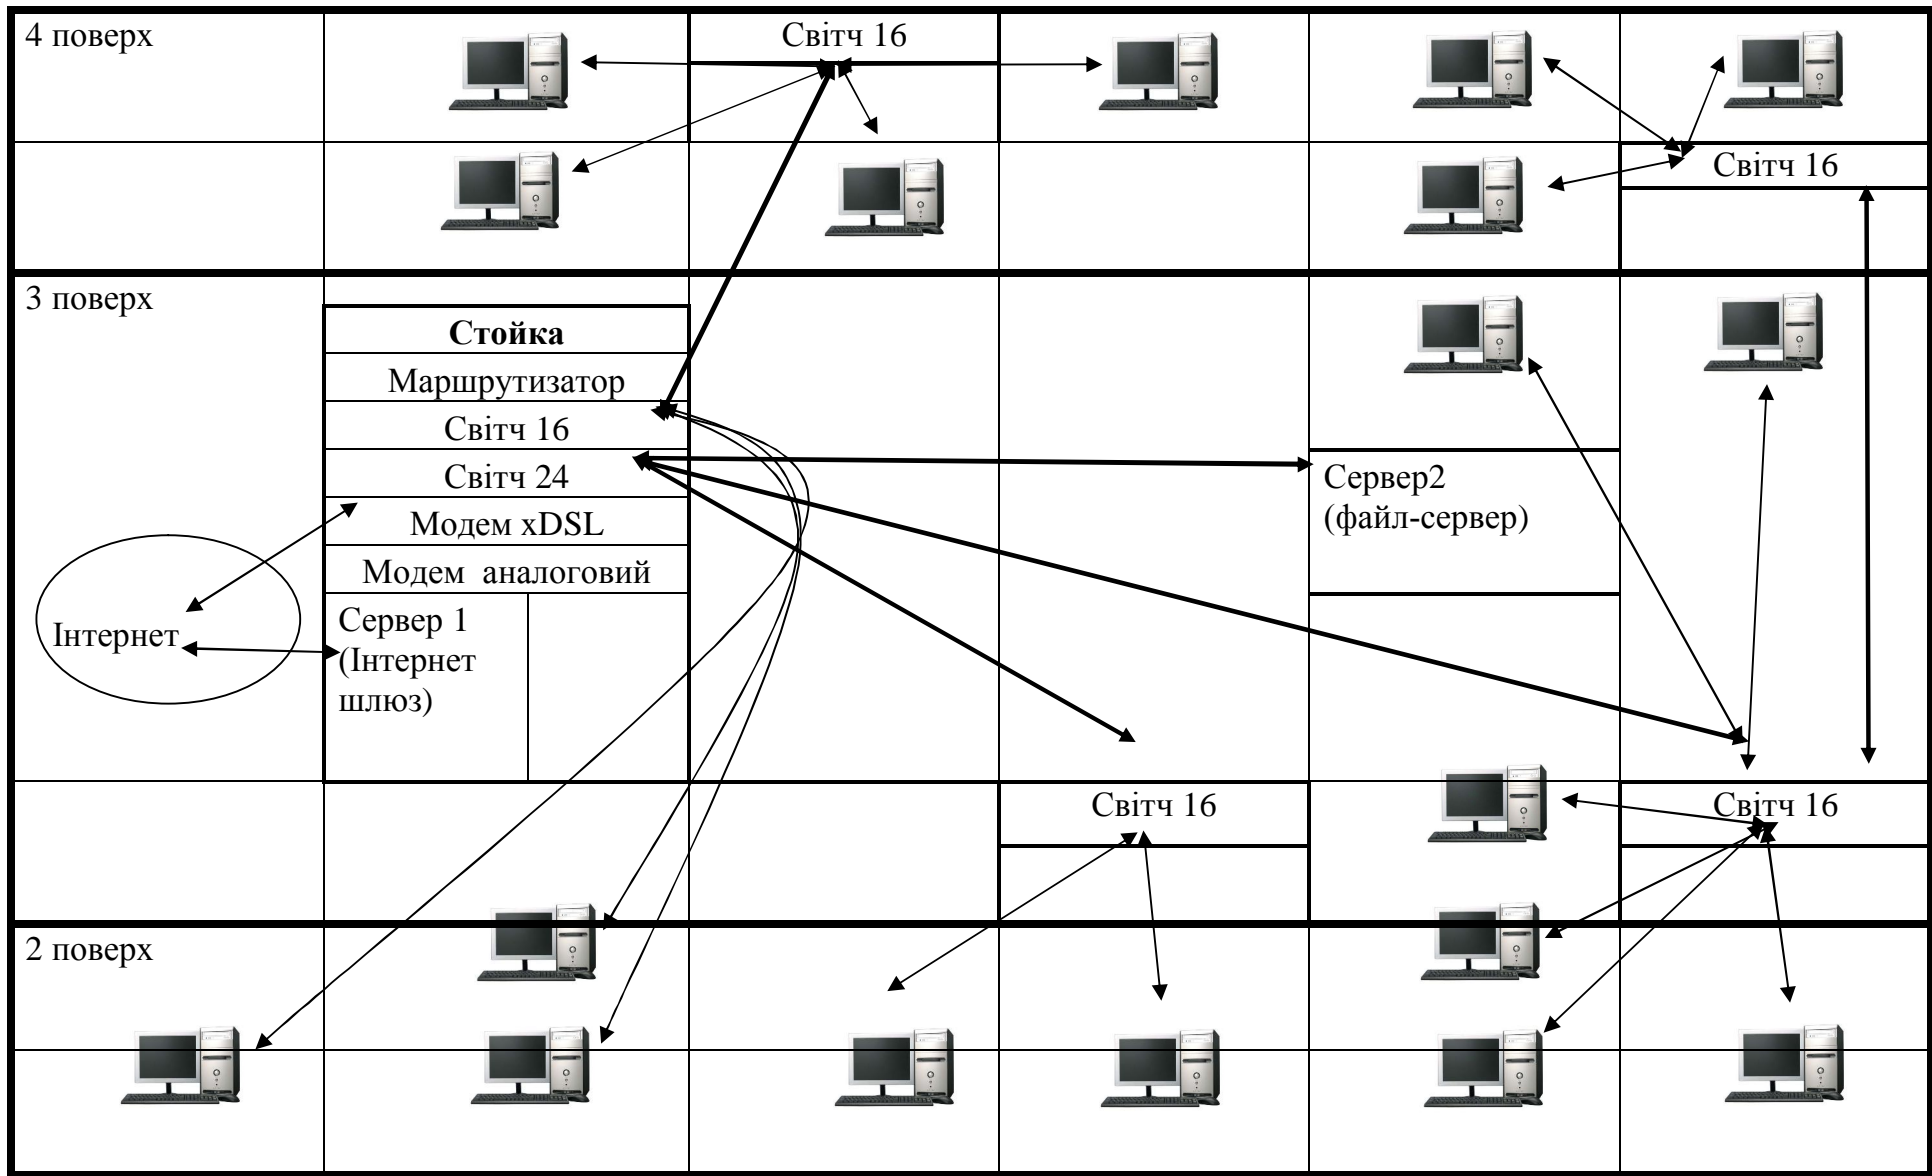 4 поверх
Світч 16
Світч 16
3 поверх
Стойка
Маршрутизатор
Світч 16
Світч 24
Модем xDSL
Модем аналоговий
Сервер 1
(Інтернет
шлюз)
Інтернет
Сервер2
(файл-сервер)
Світч 16
Світч 16
2 поверх